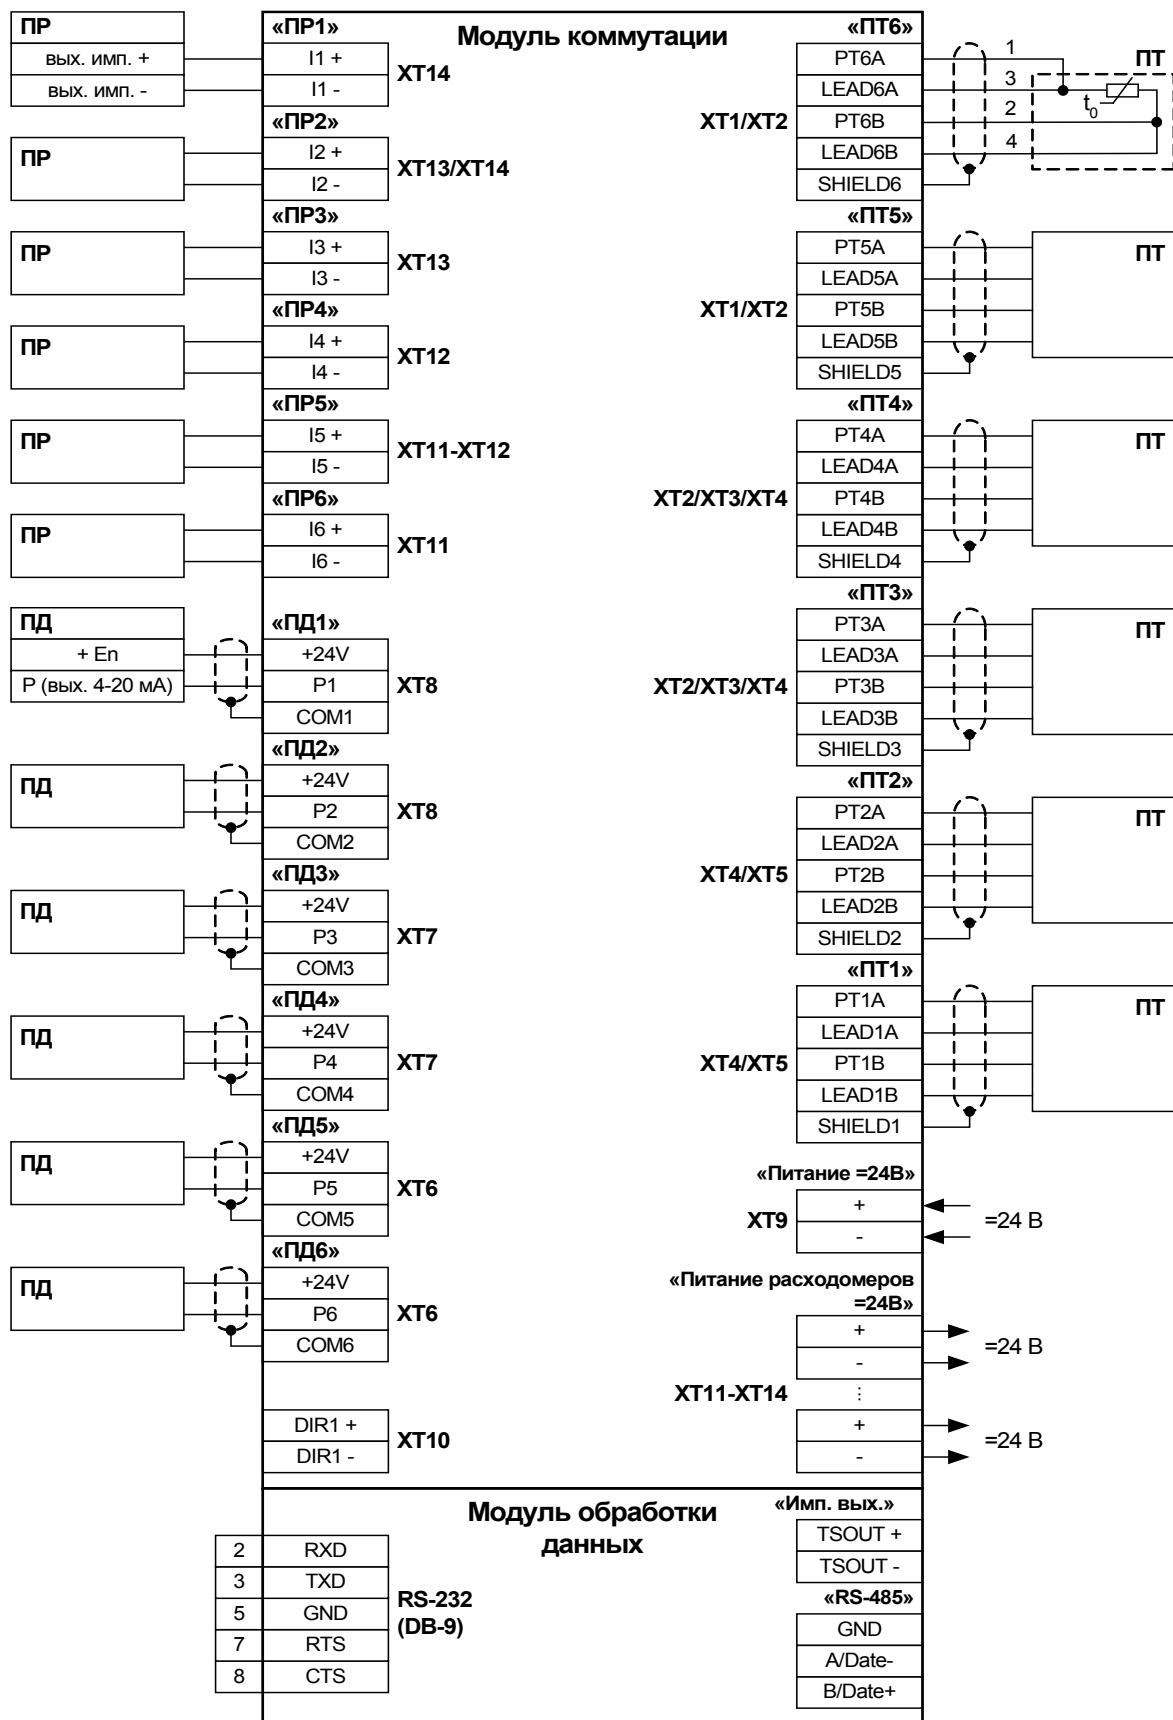 Модуль коммутации
ПР
вых. имп. +
вых. имп. -
«ПР1»
I1 +
I1 -
XT14
ПР
«ПР2»
I2 +
I2 -
XT13/XT14
ПР
«ПР3»
I3 +
I3 -
XT13
ПР
«ПР4»
I4 +
I4 -
XT12
ПР
«ПР5»
I5 +
I5 -
XT11-XT12
ПР
«ПР6»
I6 +
I6 -
XT11
ПД
+ En
P (вых. 4-20 мА)
«ПД1»
+24V
P1
COM1
XT8
ПД
«ПД2»
+24V
P2
COM2
XT8
ПД
«ПД3»
+24V
P3
COM3
XT7
ПД
«ПД4»
+24V
P4
COM4
XT7
ПД
«ПД5»
+24V
P5
COM5
XT6
ПД
«ПД6»
+24V
P6
COM6
XT6
DIR1 +
DIR1 -
XT10
«ПТ6»
XT1/XT2
PT6A
LEAD6A
PT6B
LEAD6B
SHIELD6
1
3
2
4
t0
ПТ
«ПТ5»
XT1/XT2
PT5A
LEAD5A
PT5B
LEAD5B
SHIELD5
ПТ
«ПТ4»
XT2/XT3/XT4
PT4A
LEAD4A
PT4B
LEAD4B
SHIELD4
ПТ
«ПТ3»
XT2/XT3/XT4
PT3A
LEAD3A
PT3B
LEAD3B
SHIELD3
ПТ
«ПТ2»
XT4/XT5
PT2A
LEAD2A
PT2B
LEAD2B
SHIELD2
ПТ
«ПТ1»
XT4/XT5
PT1A
LEAD1A
PT1B
LEAD1B
SHIELD1
ПТ
«Питание =24В»
XT9
+
-
=24 В
«Питание расходомеров
=24В»
+
-
=24 В
XT11-XT14
⋮
+
-
=24 В
Модуль обработки
данных
2 RXD
3 TXD
5 GND
7 RTS
8 CTS
RS-232
(DB-9)
«Имп. вых.»
TSOUT +
TSOUT -
«RS-485»
GND
A/Date-
B/Date+